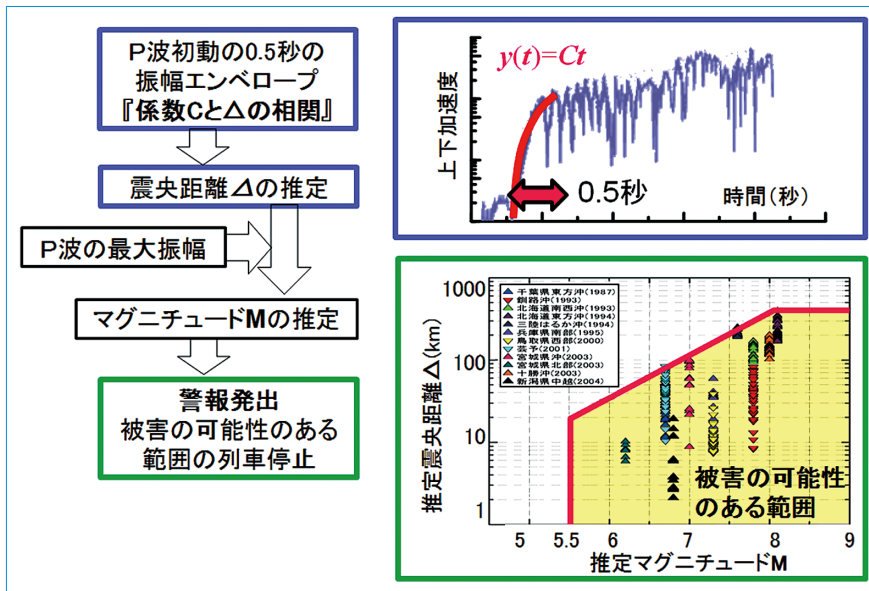 P波初動の0.5秒の
振幅エンベロープ
『係数CとΔの相関』
震央距離Δの推定
P波の最大振幅
マグニチュードMの推定
警報発出
被害の可能性のある
範囲の列車停止
y(t)=Ct
上下加速度
0.5秒
時間(秒)
推定震央距離Δ(km)
1000
100
10
1
千葉県東方沖(1987)
釧路沖(1993)
北海道南西沖(1993)
北海道東方沖(1994)
三陸はるか沖(1994)
兵庫県南部(1995)
鳥取県西部(2000)
芸予(2001)
宮城県沖(2003)
宮城県北部(2003)
十勝沖(2003)
新潟県中越(2004)
被害の可能性
のある範囲
5 5.5 6 7 8 9
推定マグニチュードM